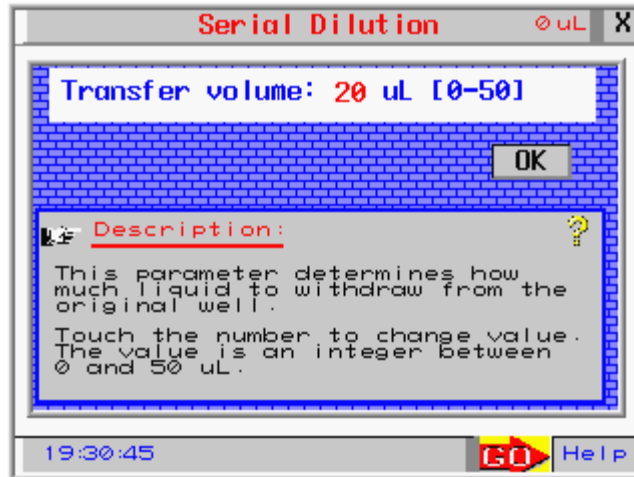 Serial Dilution 0 uL X
Transfer volume: 20 uL [0-50]
OK
Description: ?
This parameter determines how
much liquid to withdraw from the
original well.
Touch the number to change value.
The value is an integer between
0 and 50 uL.
19:30:45 GO Help